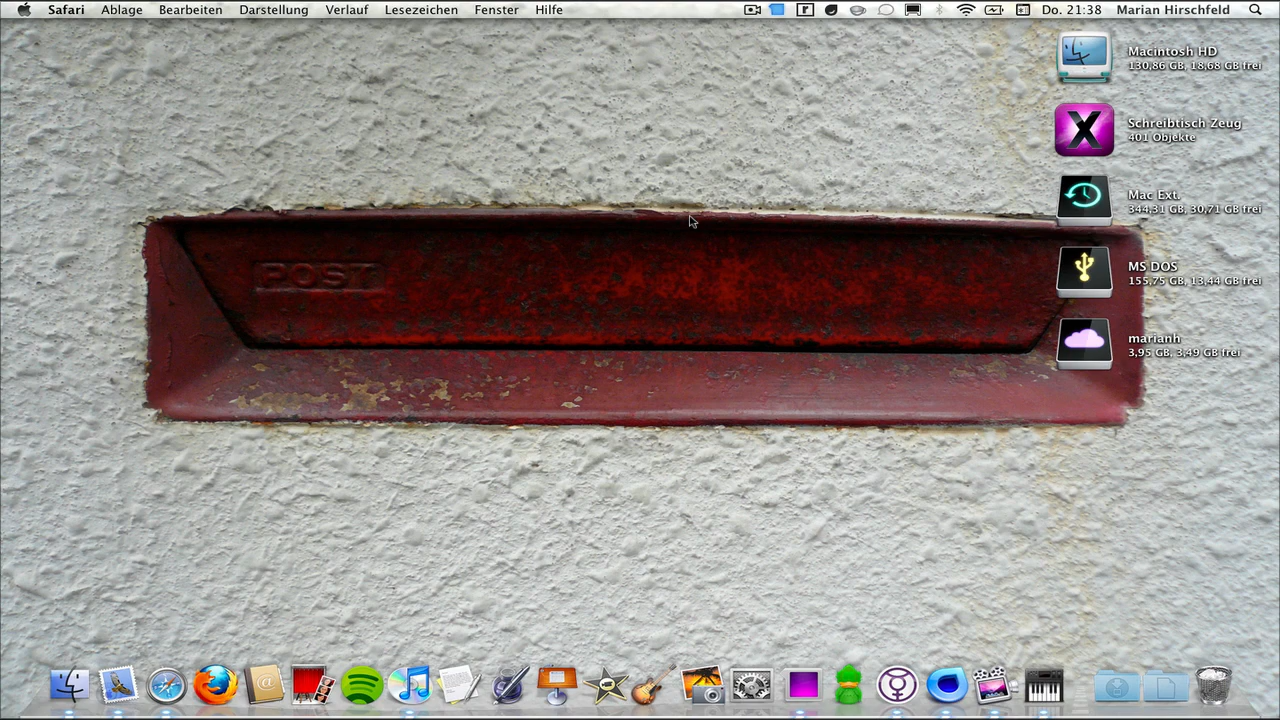 Safari Ablage Bearbeiten Darstellung Verlauf Lesezeichen Fenster Hilfe Do. 21:38 Marian Hirschfeld
Macintosh HD
130,86 GB, 18,68 GB frei
Schreibtisch Zeug
401 Objekte
Mac Ext.
344,31 GB, 30,71 GB frei
POST
MS DOS
155,75 GB, 13,44 GB frei
marianh
3,95 GB, 3,49 GB frei